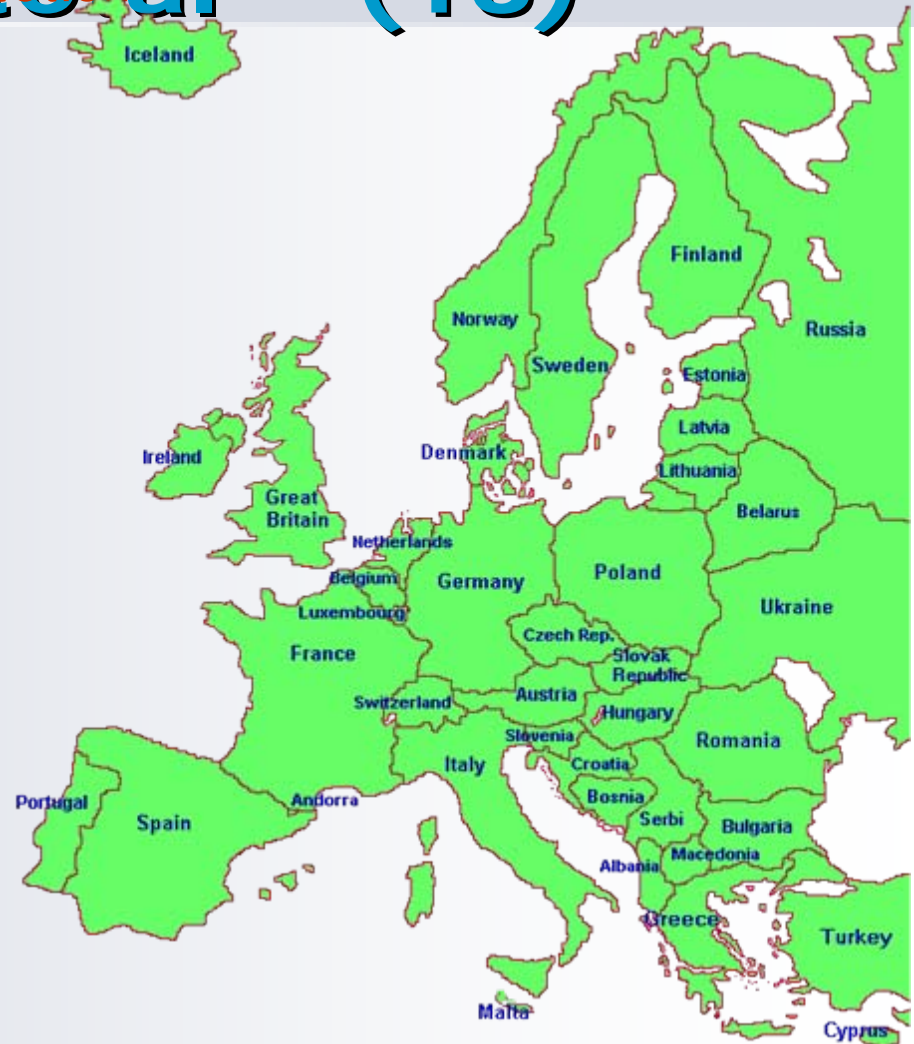 (10)
Iceland
Finland
Norway
Russia
Sweden
Estonia
Latvia
Denmark
Lithuania
Ireland
Great
Britain
Belarus
Netherlands
Belgium
Germany
Poland
Luxembourg
Ukraine
Czech Rep.
France
Slovak
Republic
Switzerland
Austria
Hungary
Slovenia
Romania
Italy
Croatia
Portugal
Andorra
Bosnia
Spain
Serbi
Bulgaria
Macedonia
Albania
Greece
Turkey
Malta
Cyprus